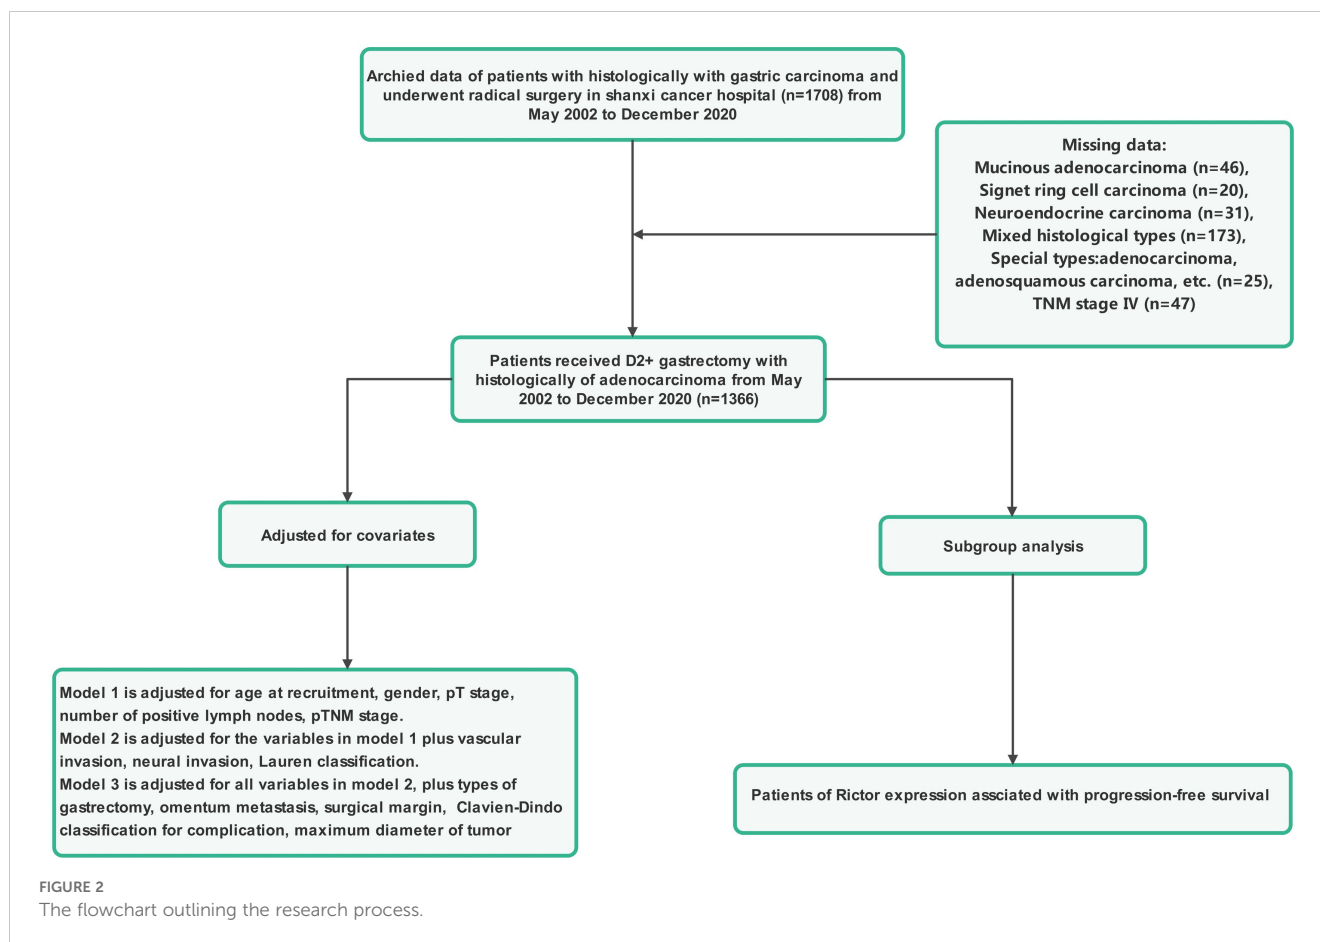 Archied data of patients with histologically with gastric carcinoma and
underwent radical surgery in shanxi cancer hospital (n=1708) from
May 2002 to December 2020
Missing data:
Mucinous adenocarcinoma (n=46),
Signet ring cell carcinoma (n=20),
Neuroendocrine carcinoma (n=31),
Mixed histological types (n=173),
Special types:adenocarcinoma,
adenosquamous carcinoma, etc. (n=25),
TNM stage IV (n=47)
Patients received D2+ gastrectomy with
histologically of adenocarcinoma from May
2002 to December 2020 (n=1366)
Adjusted for covariates
Subgroup analysis
Model 1 is adjusted for age at recruitment, gender, pT stage,
number of positive lymph nodes, pTNM stage.
Model 2 is adjusted for the variables in model 1 plus vascular
invasion, neural invasion, Lauren classification.
Model 3 is adjusted for all variables in model 2, plus types of
gastrectomy, omentum metastasis, surgical margin, Clavien-Dindo
classification for complication, maximum diameter of tumor
Patients of Rictor expression assciated with progression-free survival
FIGURE 2
The flowchart outlining the research process.